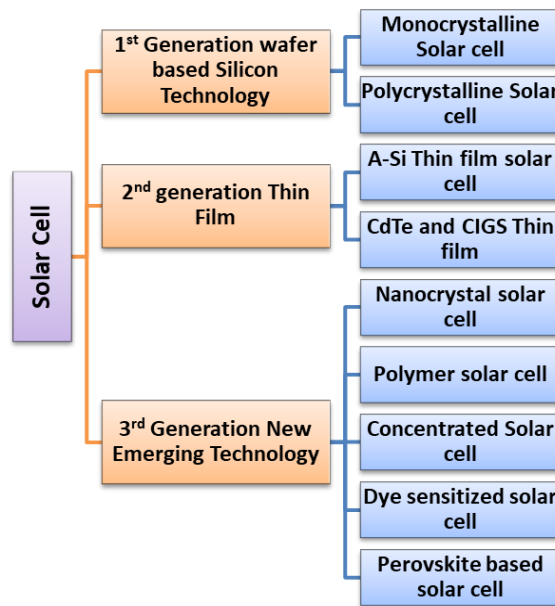 Solar Cell
1st Generation wafer
based Silicon
Technology
Monocrystalline
Solar cell
Polycrystalline Solar
cell
2nd generation Thin
Film
A-Si Thin film solar
cell
CdTe and CIGS Thin
film
3rd Generation New
Emerging Technology
Nanocrystal solar
cell
Polymer solar cell
Concentrated Solar
cell
Dye sensitized solar
cell
Perovskite based
solar cell